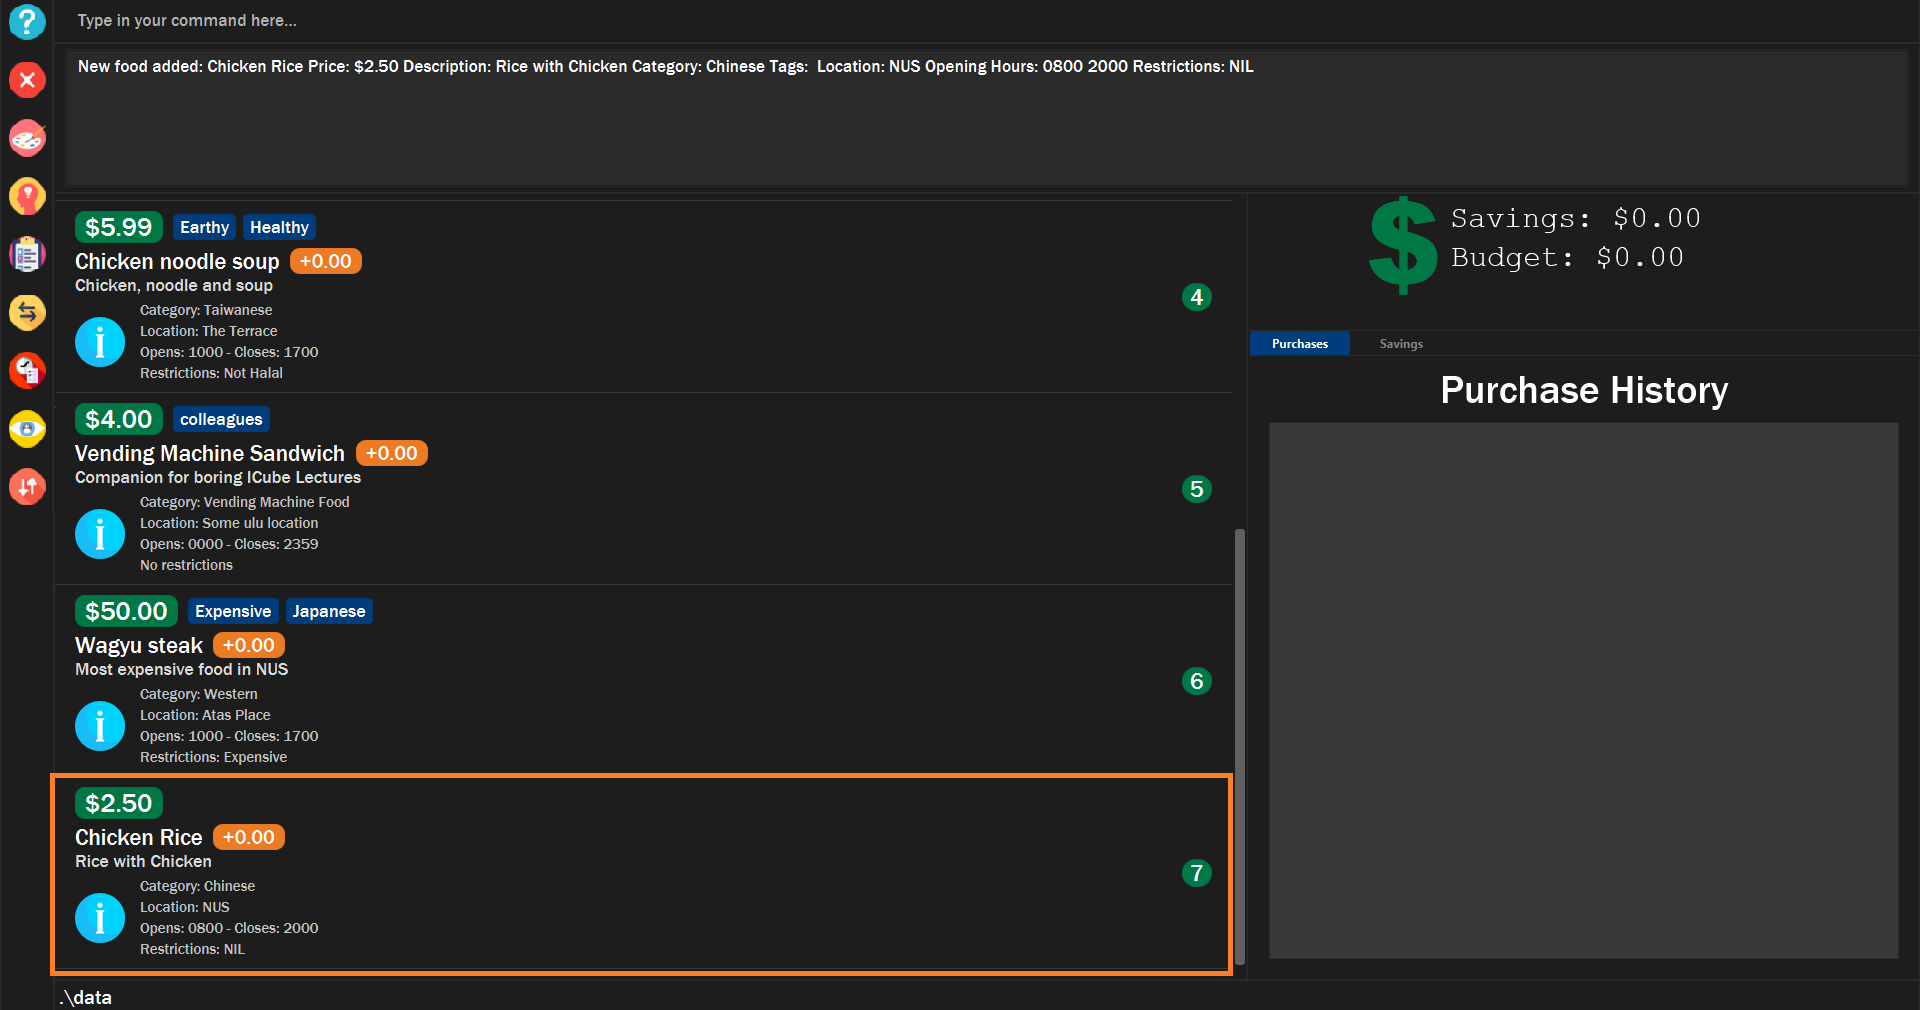 Type in your command here...
New food added: Chicken Rice Price: $2.50 Description: Rice with Chicken Category: Chinese Tags:  Location: NUS Opening Hours: 0800 2000 Restrictions: NIL
$5.99 Earthy Healthy
Chicken noodle soup +0.00
Chicken, noodle and soup
Category: Taiwanese
Location: The Terrace
Opens: 1000 - Closes: 1700
Restrictions: Not Halal
4
$4.00 colleagues
Vending Machine Sandwich +0.00
Companion for boring ICube Lectures
Category: Vending Machine Food
Location: Some ulu location
Opens: 0000 - Closes: 2359
No restrictions
5
$50.00 Expensive Japanese
Wagyu steak +0.00
Most expensive food in NUS
Category: Western
Location: Atas Place
Opens: 1000 - Closes: 1700
Restrictions: Expensive
6
$2.50
Chicken Rice +0.00
Rice with Chicken
Category: Chinese
Location: NUS
Opens: 0800 - Closes: 2000
Restrictions: NIL
7
$
Savings: $0.00
Budget: $0.00
Purchases Savings
Purchase History
.\data